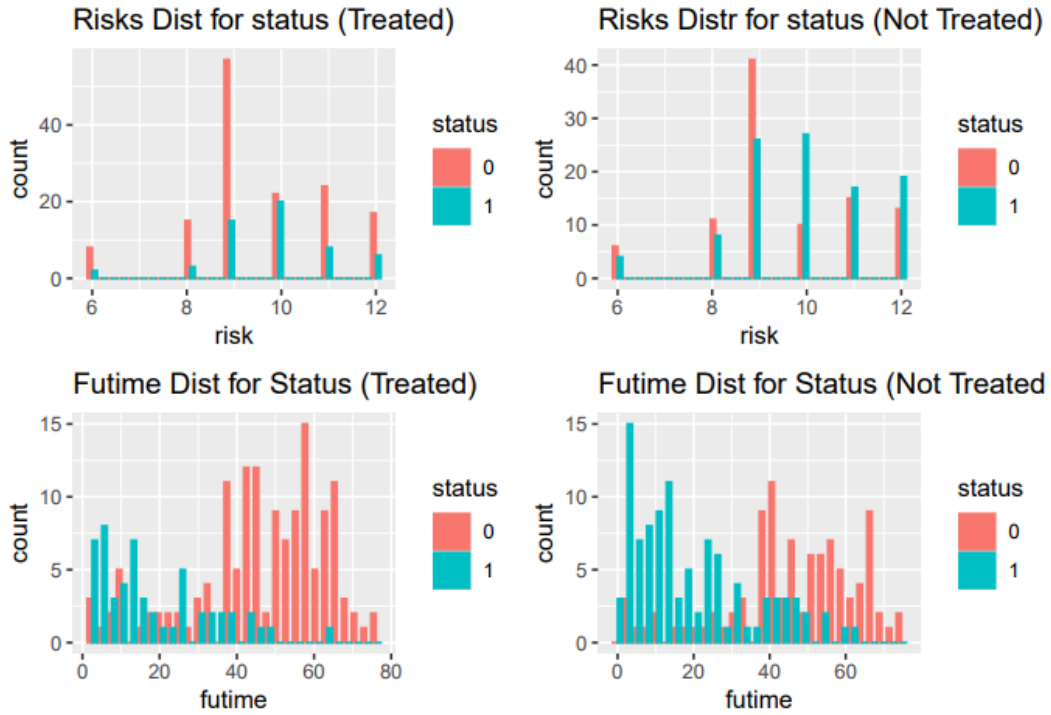 Risks Dist for status (Treated)
40
20
0
count
6
8
10
12
risk
status
0
1
Risks Distr for status (Not Treated)
40
30
20
10
0
count
6
8
10
12
risk
status
0
1
Futime Dist for Status (Treated)
15
10
5
0
count
0
20
40
60
80
futime
status
0
1
Futime Dist for Status (Not Treated
15
10
5
0
count
0
20
40
60
futime
status
0
1